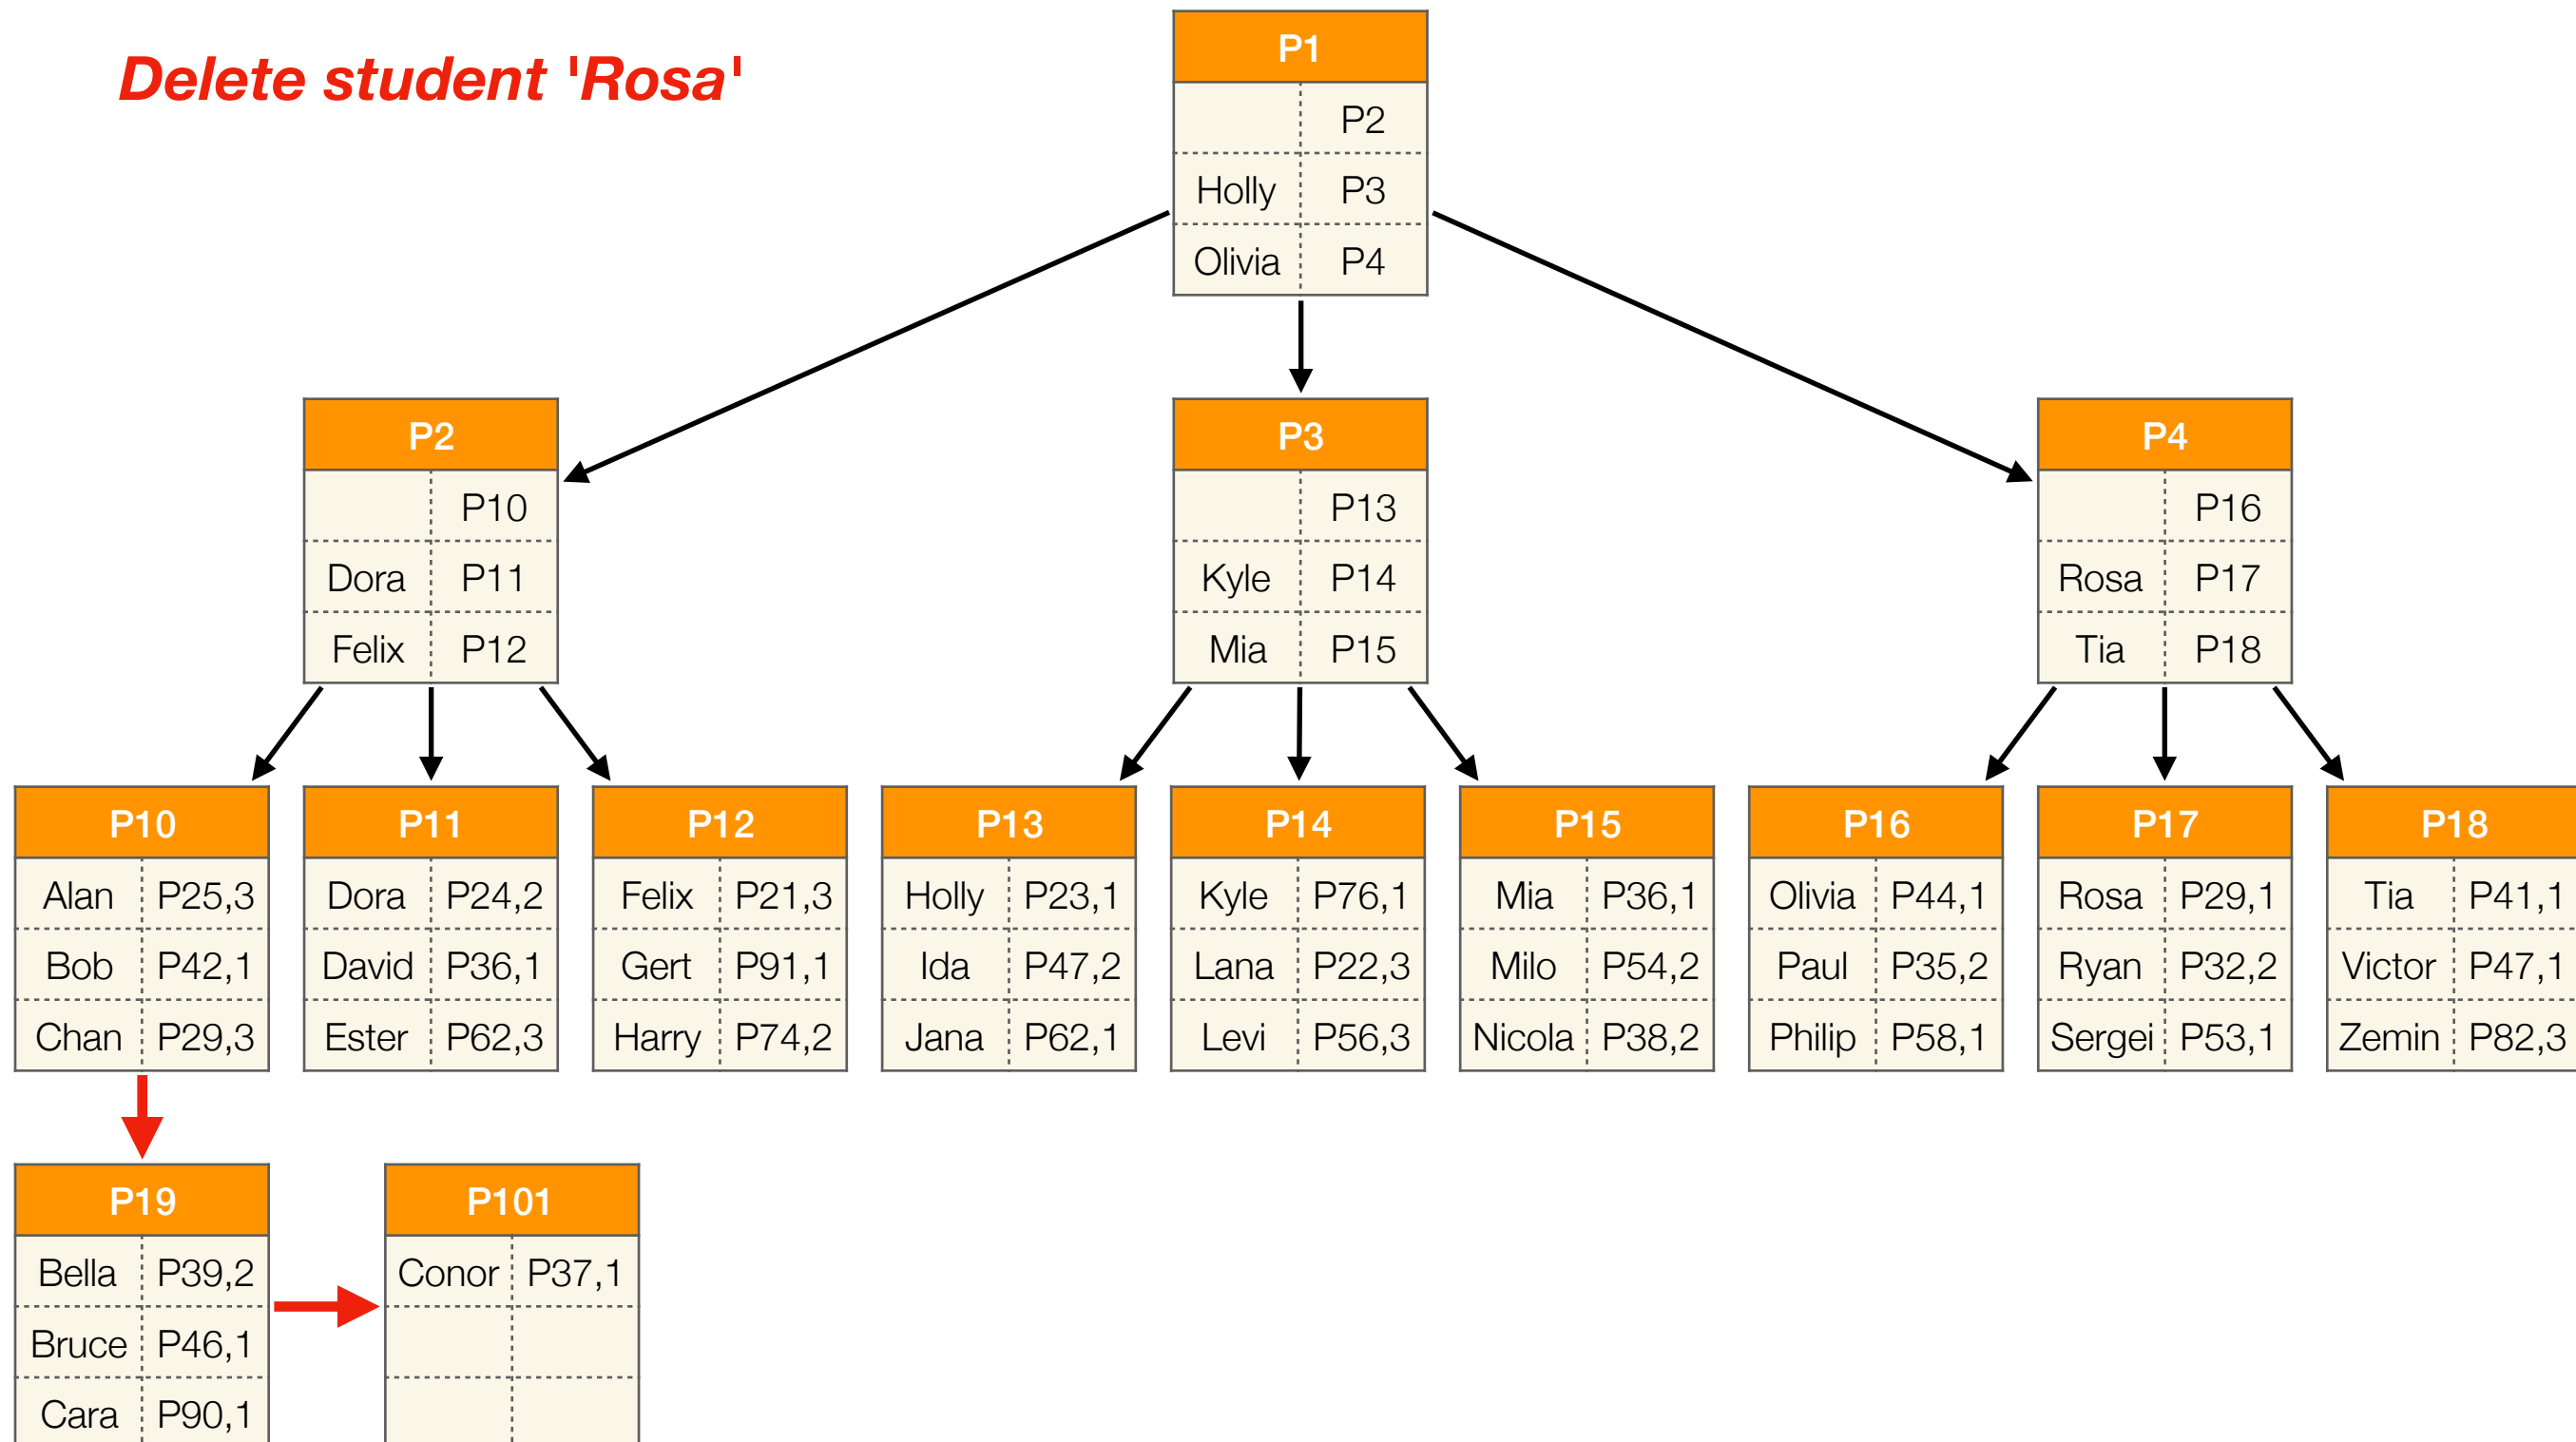 Delete student 'Rosa'
P1
P2
Holly P3
Olivia P4
P2
P10
Dora P11
Felix P12
P3
P13
Kyle P14
Mia P15
P4
P16
Rosa P17
Tia P18
P10
Alan P25,3
Bob P42,1
Chan P29,3
P11
Dora P24,2
David P36,1
Ester P62,3
P12
Felix P21,3
Gert P91,1
Harry P74,2
P13
Holly P23,1
Ida P47,2
Jana P62,1
P14
Kyle P76,1
Lana P22,3
Levi P56,3
P15
Mia P36,1
Milo P54,2
Nicola P38,2
P16
Olivia P44,1
Paul P35,2
Philip P58,1
P17
Rosa P29,1
Ryan P32,2
Sergei P53,1
P18
Tia P41,1
Victor P47,1
Zemin P82,3
P19
Bella P39,2
Bruce P46,1
Cara P90,1
P101
Conor P37,1